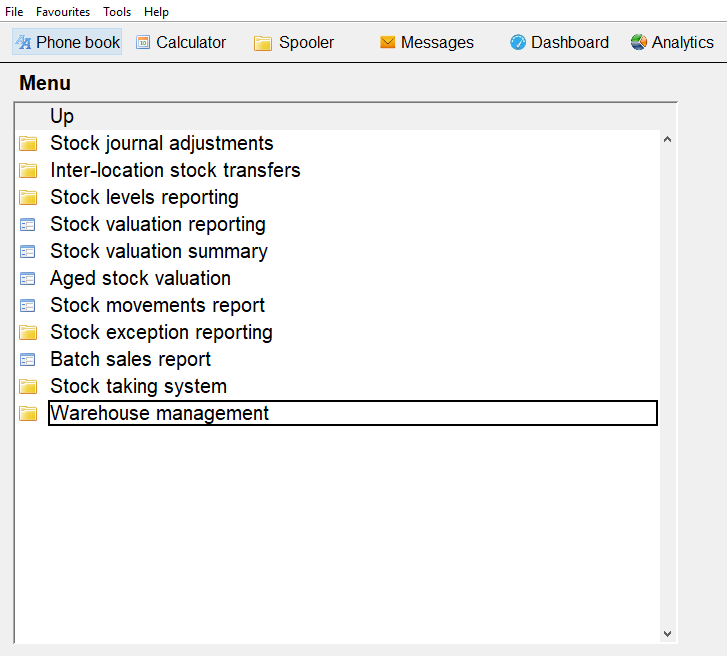 File Favourites Tools Help
Phone book Calculator Spooler Messages Dashboard Analytics
Menu
Up
Stock journal adjustments
Inter-location stock transfers
Stock levels reporting
Stock valuation reporting
Stock valuation summary
Aged stock valuation
Stock movements report
Stock exception reporting
Batch sales report
Stock taking system
Warehouse management